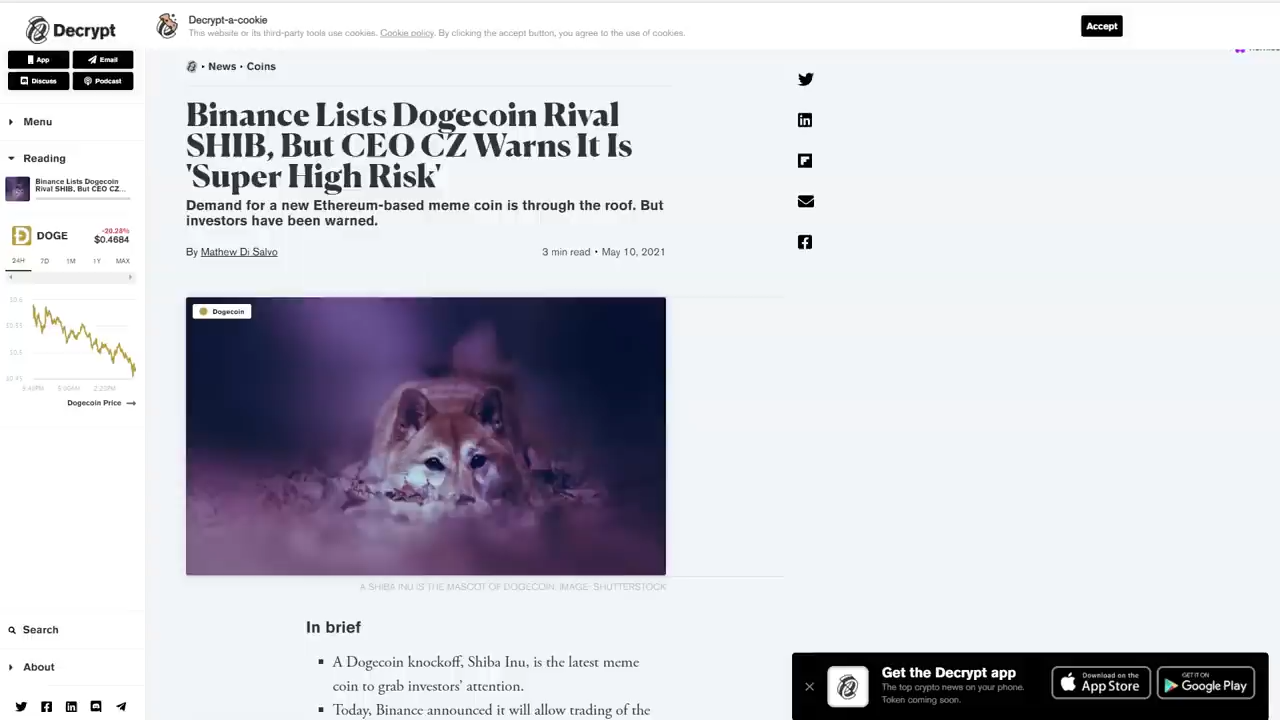 Decrypt
App
Email
Discuss
Podcast
Menu
Reading
Binance Lists Dogecoin
Rival SHIB, But CEO CZ...
DOGE
-20.28%
$0.4684
24H 7D 1M 1Y MAX
Dogecoin Price
Search
About
Decrypt-a-cookie
This website or its third-party tools use cookies. Cookie policy. By clicking the accept button, you agree to the use of cookies.
Accept
• News • Coins
Binance Lists Dogecoin Rival
SHIB, But CEO CZ Warns It Is
'Super High Risk'
Demand for a new Ethereum-based meme coin is through the roof. But
investors have been warned.
By Mathew Di Salvo
3 min read • May 10, 2021
Dogecoin
A SHIBA INU IS THE MASCOT OF DOGECOIN. IMAGE: SHUTTERSTOCK
In brief
A Dogecoin knockoff, Shiba Inu, is the latest meme
coin to grab investors' attention.
Today, Binance announced it will allow trading of the
Get the Decrypt app
The top crypto news on your phone.
Token coming soon.
Download on the
App Store
GET IT ON
Google Play